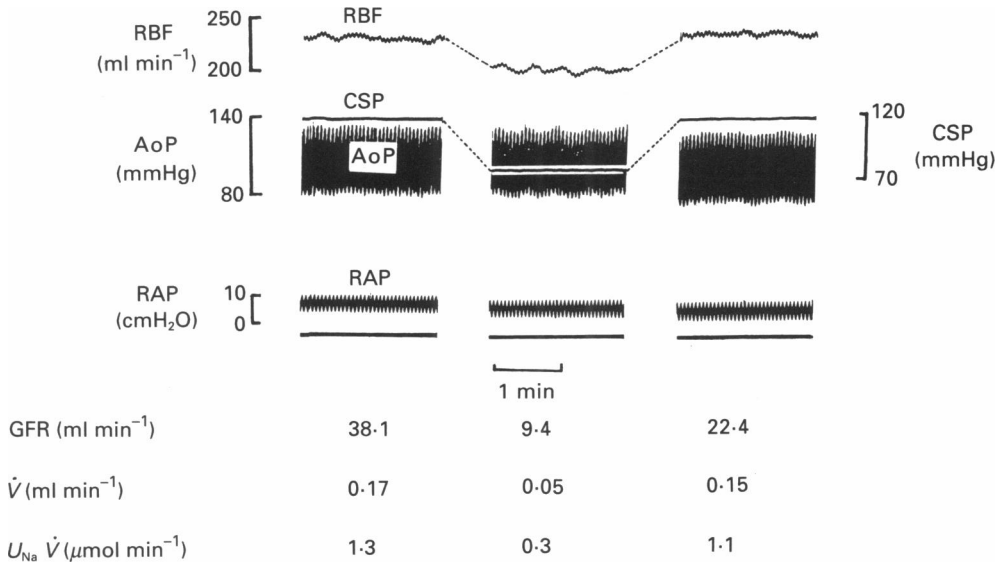 RBF
(ml min⁻¹)
250
200
RBF
AoP
(mmHg)
140
80
CSP
AoP
120
70
CSP
(mmHg)
RAP
(cmH₂O)
10
0
RAP
1 min
GFR (ml min⁻¹) 38·1 9·4 22·4
V̇ (ml min⁻¹) 0·17 0·05 0·15
U_Na V̇ (μmol min⁻¹) 1·3 0·3 1·1